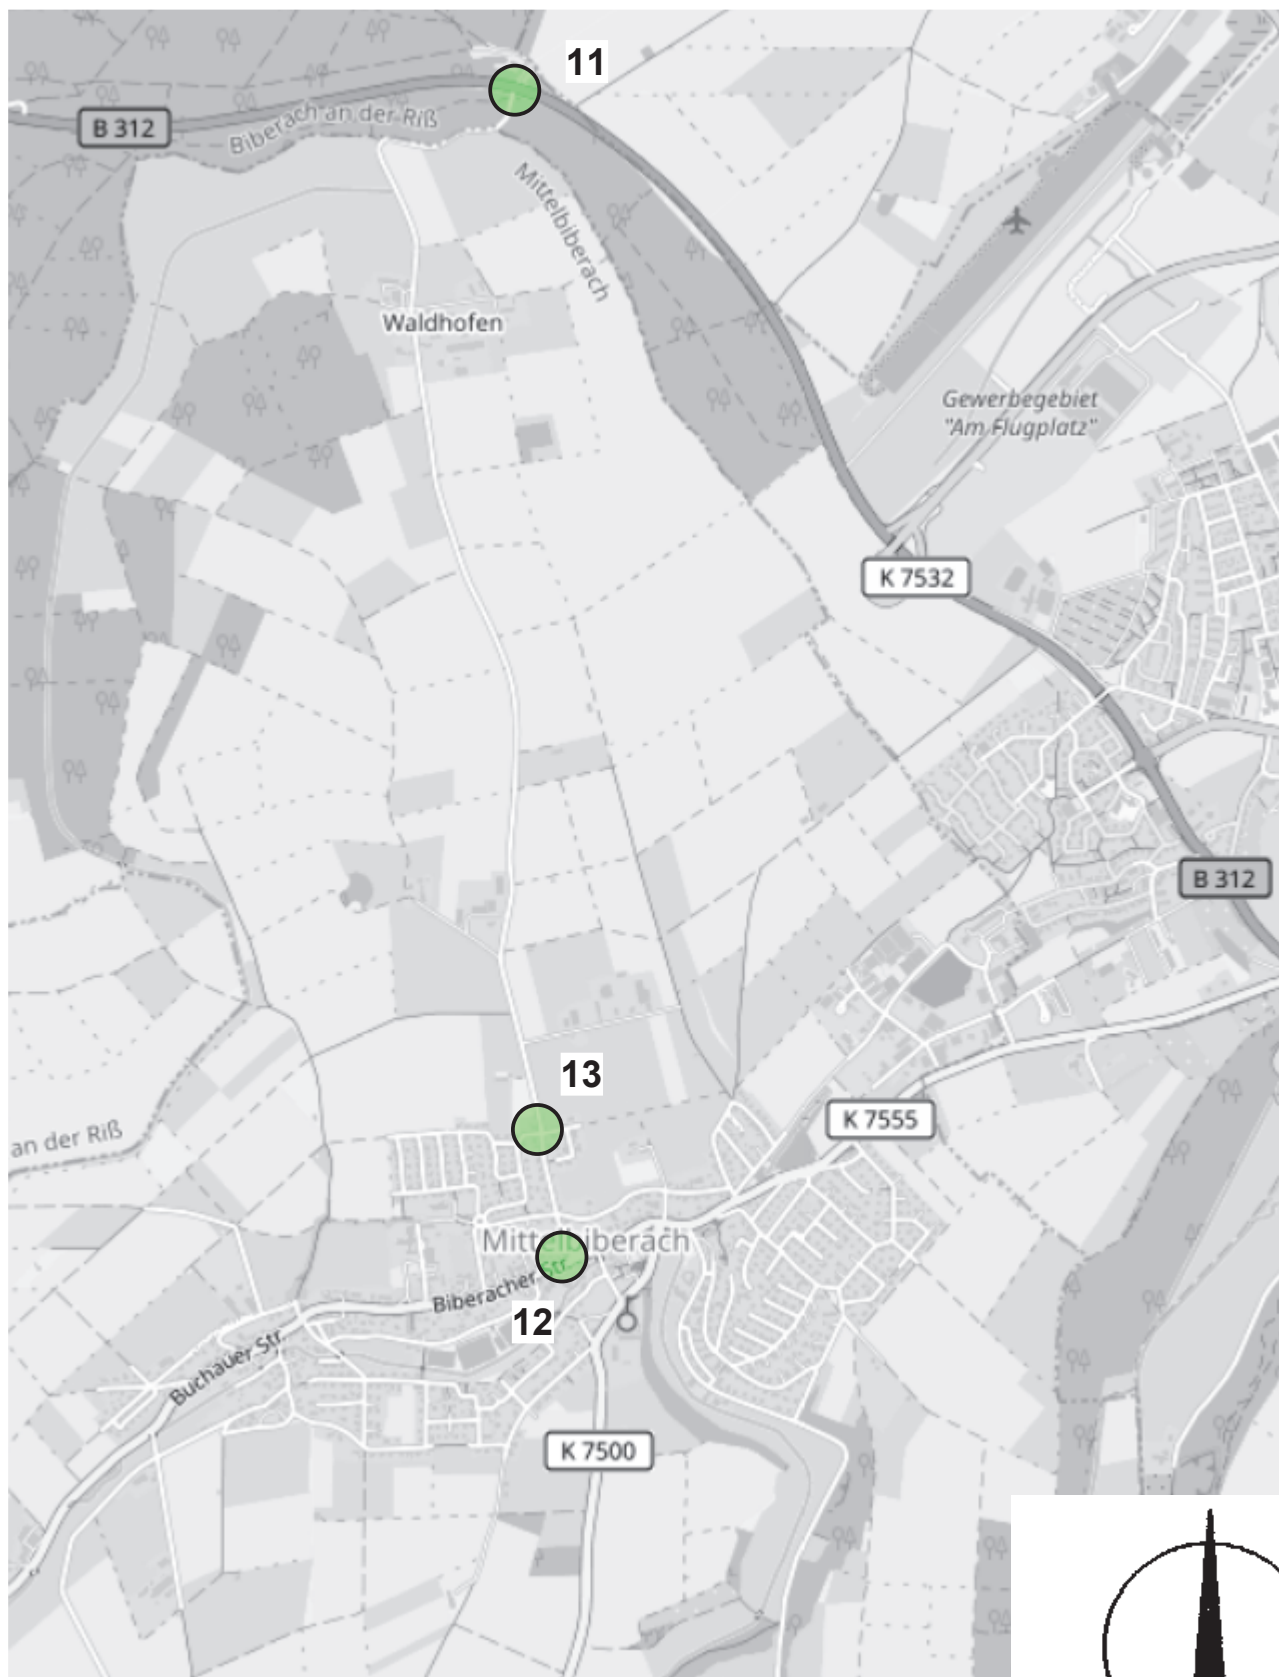 11
B 312
Biberach an der Riß
Mittelbiberach
Waldhofen
Gewerbegebiet
"Am Flugplatz"
K 7532
B 312
13
K 7555
an der Riß
Mittelbiberach
Biberacher Str.
12
Buchauer Str.
K 7500